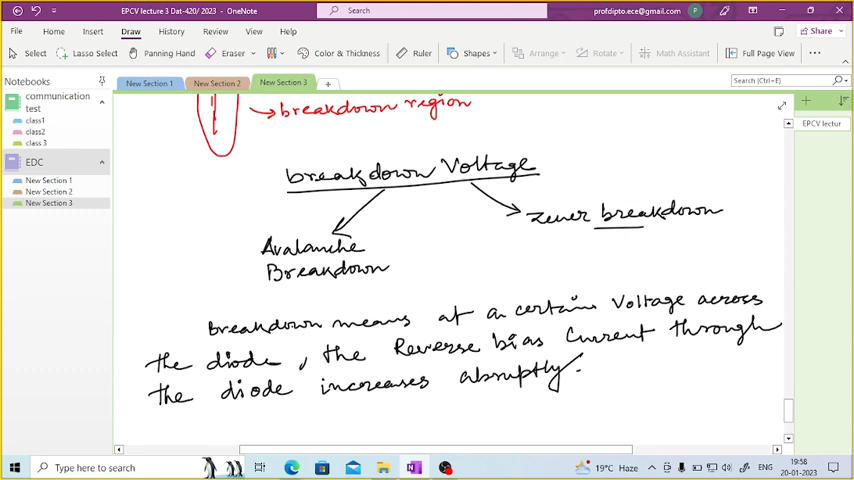 EPCV lecture 3 Dat-420/ 2023 - OneNote
Search
profdipto.ece@gmail.com
P
File Home Insert Draw History Review View Help
Share
Select Lasso Select Panning Hand Eraser Color & Thickness Ruler Shapes Arrange Rotate Math Assistant Full Page View
Notebooks
New Section 1 New Section 2 New Section 3 +
Search (Ctrl+E)
communication
test
class1
class2
class 3
EDC
New Section 1
New Section 2
New Section 3
EPCV lectur
breakdown region
breakdown Voltage
Zener breakdown
Avalanche
Breakdown
Breakdown means at a certain Voltage across
the diode, the Reverse bias Current through
the diode increases abruptly.
Type here to search
19°C Haze
ENG
19:58
20-01-2023